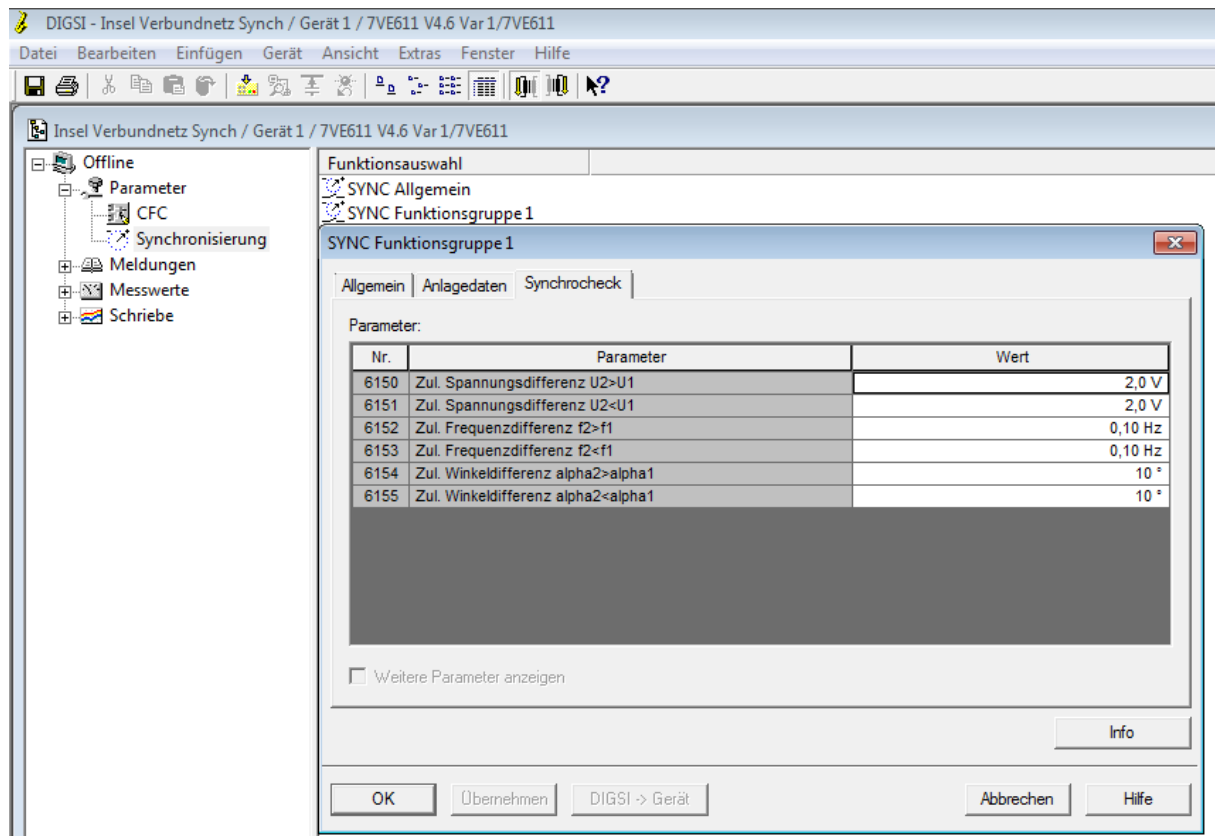 DIGSI - Insel Verbundnetz Synch / Gerät 1 / 7VE611 V4.6 Var 1/7VE611
Datei Bearbeiten Einfügen Gerät Ansicht Extras Fenster Hilfe
Insel Verbundnetz Synch / Gerät 1 / 7VE611 V4.6 Var 1/7VE611
Offline
Parameter
CFC
Synchronisierung
Meldungen
Messwerte
Schriebe
Funktionsauswahl
SYNC Allgemein
SYNC Funktionsgruppe 1
SYNC Funktionsgruppe 1
Allgemein Anlagedaten Synchrocheck
Parameter:
Nr. Parameter Wert
6150 Zul. Spannungsdifferenz U2>U1 2,0 V
6151 Zul. Spannungsdifferenz U2<U1 2,0 V
6152 Zul. Frequenzdifferenz f2>f1 0,10 Hz
6153 Zul. Frequenzdifferenz f2<f1 0,10 Hz
6154 Zul. Winkeldifferenz alpha2>alpha1 10 °
6155 Zul. Winkeldifferenz alpha2<alpha1 10 °
Weitere Parameter anzeigen
Info
OK Übernehmen DIGSI -> Gerät Abbrechen Hilfe